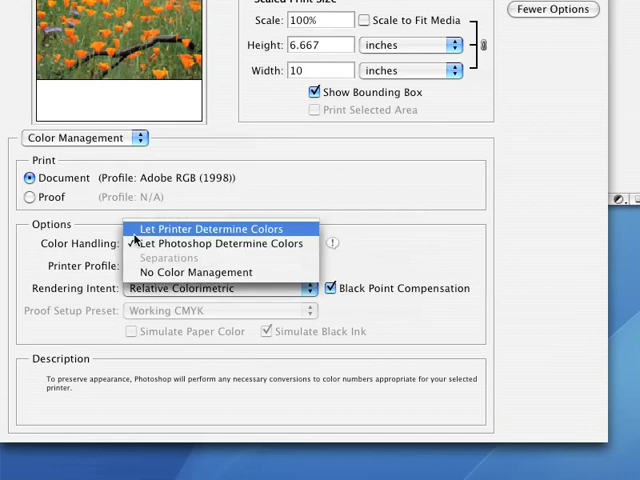 Scaled Print Size
Scale: 100% Scale to Fit Media
Height: 6.667 inches
Width: 10 inches
Show Bounding Box
Print Selected Area
Fewer Options
Color Management
Print
Document (Profile: Adobe RGB (1998))
Proof (Profile: N/A)
Options
Let Printer Determine Colors
Color Handling: ✓ Let Photoshop Determine Colors
Separations
Printer Profile:
No Color Management
Rendering Intent: Relative Colorimetric Black Point Compensation
Proof Setup Preset: Working CMYK
Simulate Paper Color Simulate Black Ink
Description
To preserve appearance, Photoshop will perform any necessary conversions to color numbers appropriate for your selected
printer.